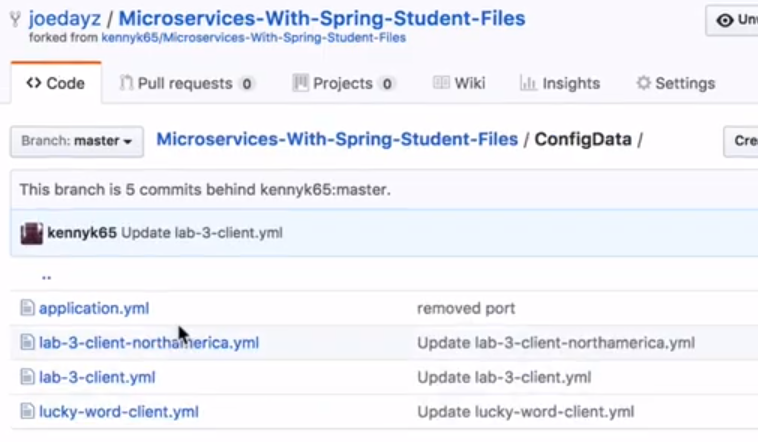 joedayz / Microservices-With-Spring-Student-Files
forked from kennyk65/Microservices-With-Spring-Student-Files
<> Code Pull requests 0 Projects 0 Wiki Insights Settings
Branch: master Microservices-With-Spring-Student-Files / ConfigData /
This branch is 5 commits behind kennyk65:master.
kennyk65 Update lab-3-client.yml
..
application.yml removed port
lab-3-client-northamerica.yml Update lab-3-client-northamerica.yml
lab-3-client.yml Update lab-3-client.yml
lucky-word-client.yml Update lucky-word-client.yml